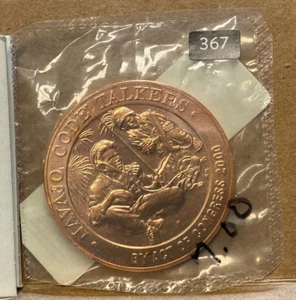 367
NAVAJO CODE TALKERS
BY ACT OF CONGRESS 2000
7.00